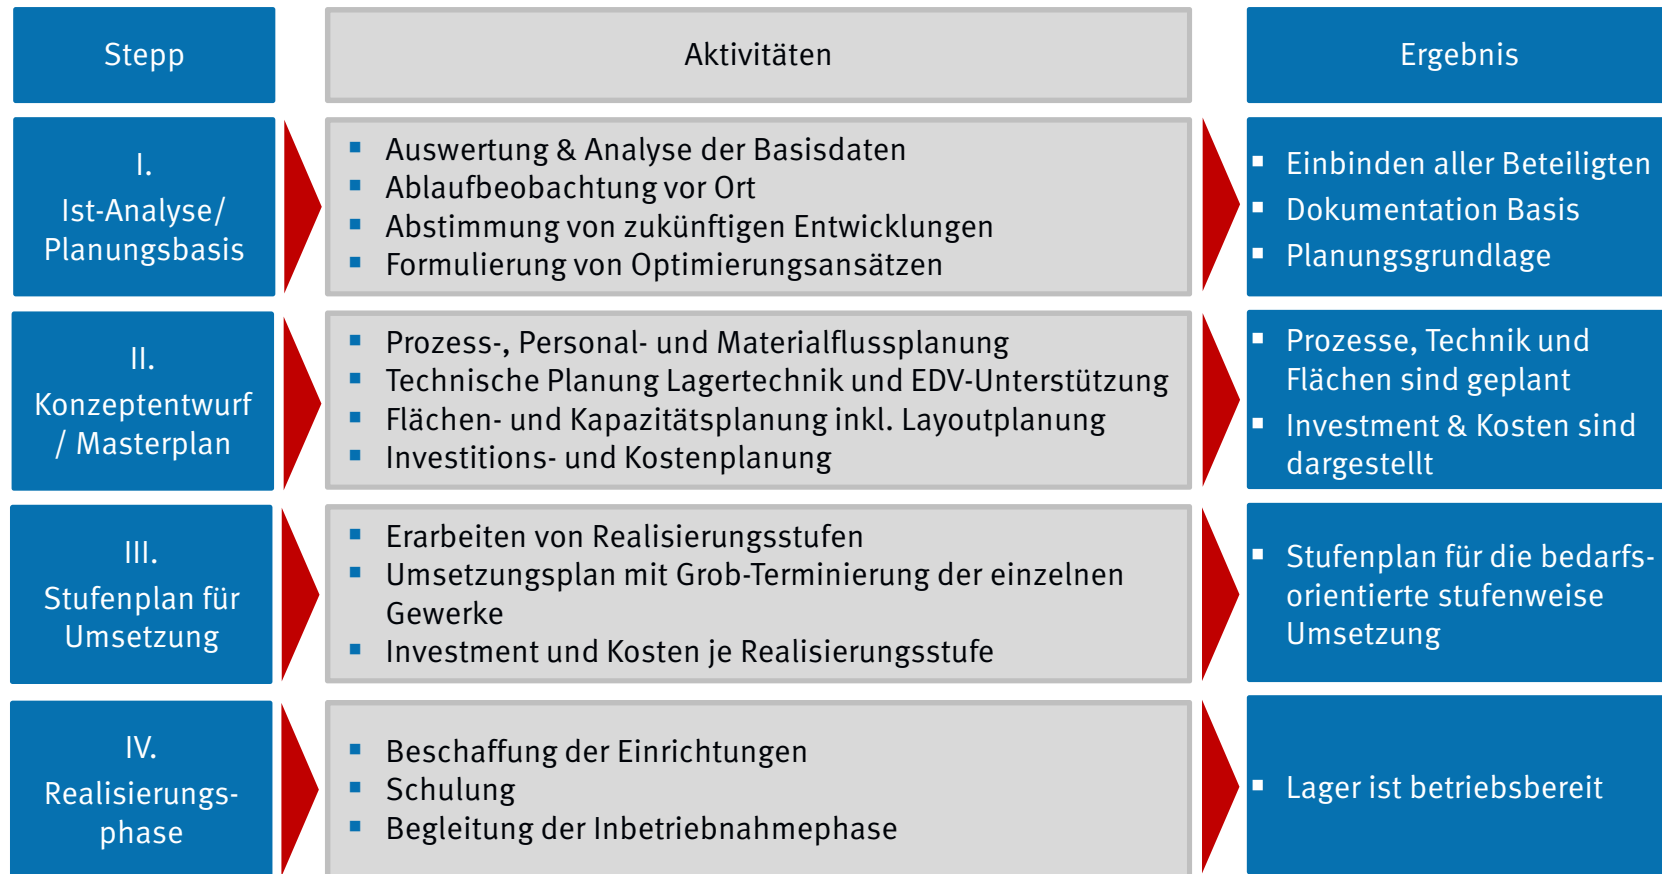 Stepp
Aktivitäten
Ergebnis
I.
Ist-Analyse/
Planungsbasis
▪ Auswertung & Analyse der Basisdaten
▪ Ablaufbeobachtung vor Ort
▪ Abstimmung von zukünftigen Entwicklungen
▪ Formulierung von Optimierungsansätzen
▪ Einbinden aller Beteiligten
▪ Dokumentation Basis
▪ Planungsgrundlage
II.
Konzeptentwurf
/ Masterplan
▪ Prozess-, Personal- und Materialflussplanung
▪ Technische Planung Lagertechnik und EDV-Unterstützung
▪ Flächen- und Kapazitätsplanung inkl. Layoutplanung
▪ Investitions- und Kostenplanung
▪ Prozesse, Technik und
Flächen sind geplant
▪ Investment & Kosten sind
dargestellt
III.
Stufenplan für
Umsetzung
▪ Erarbeiten von Realisierungsstufen
▪ Umsetzungsplan mit Grob-Terminierung der einzelnen
Gewerke
▪ Investment und Kosten je Realisierungsstufe
▪ Stufenplan für die bedarfs-
orientierte stufenweise
Umsetzung
IV.
Realisierungs-
phase
▪ Beschaffung der Einrichtungen
▪ Schulung
▪ Begleitung der Inbetriebnahmephase
▪ Lager ist betriebsbereit